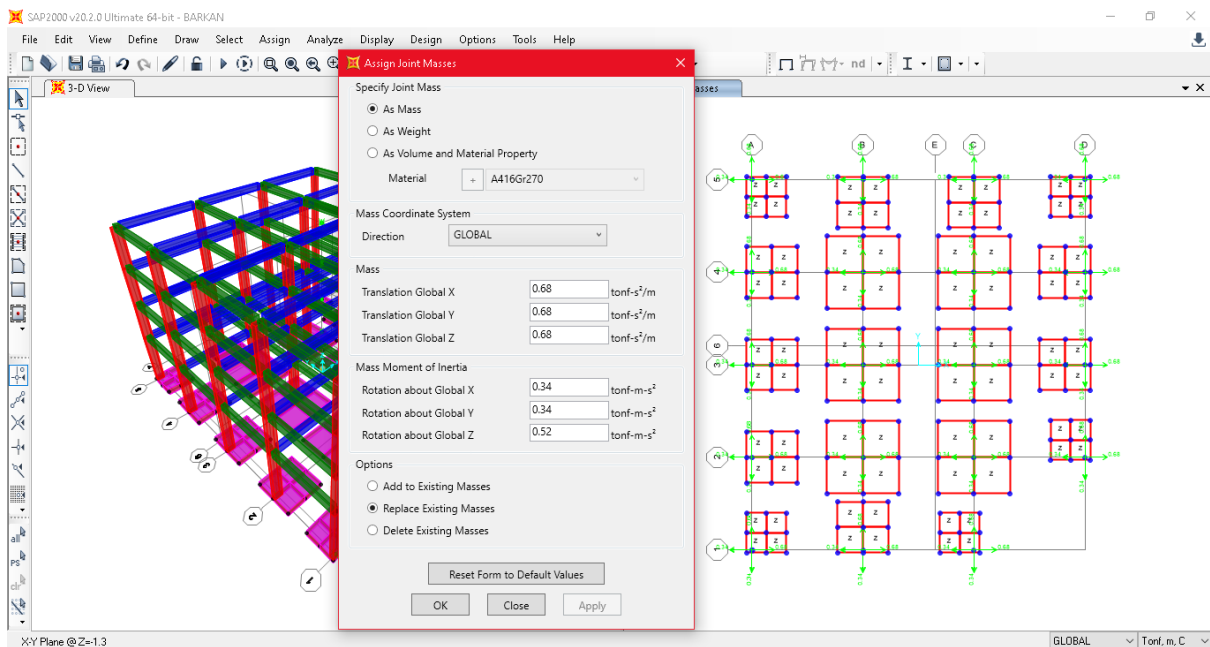 SAP2000 v20.2.0 Ultimate 64-bit - BARKAN
File Edit View Define Draw Select Assign Analyze Display Design Options Tools Help
nd
3-D View
asses
Assign Joint Masses
Specify Joint Mass
As Mass
As Weight
As Volume and Material Property
Material + A416Gr270
Mass Coordinate System
Direction GLOBAL
Mass
Translation Global X 0.68 tonf-s²/m
Translation Global Y 0.68 tonf-s²/m
Translation Global Z 0.68 tonf-s²/m
Mass Moment of Inertia
Rotation about Global X 0.34 tonf-m-s²
Rotation about Global Y 0.34 tonf-m-s²
Rotation about Global Z 0.52 tonf-m-s²
Options
Add to Existing Masses
Replace Existing Masses
Delete Existing Masses
Reset Form to Default Values
OK Close Apply
A B E C D
5
4
6
3
2
1
all
PS
clr
X-Y Plane @ Z=-1.3
GLOBAL Tonf, m, C